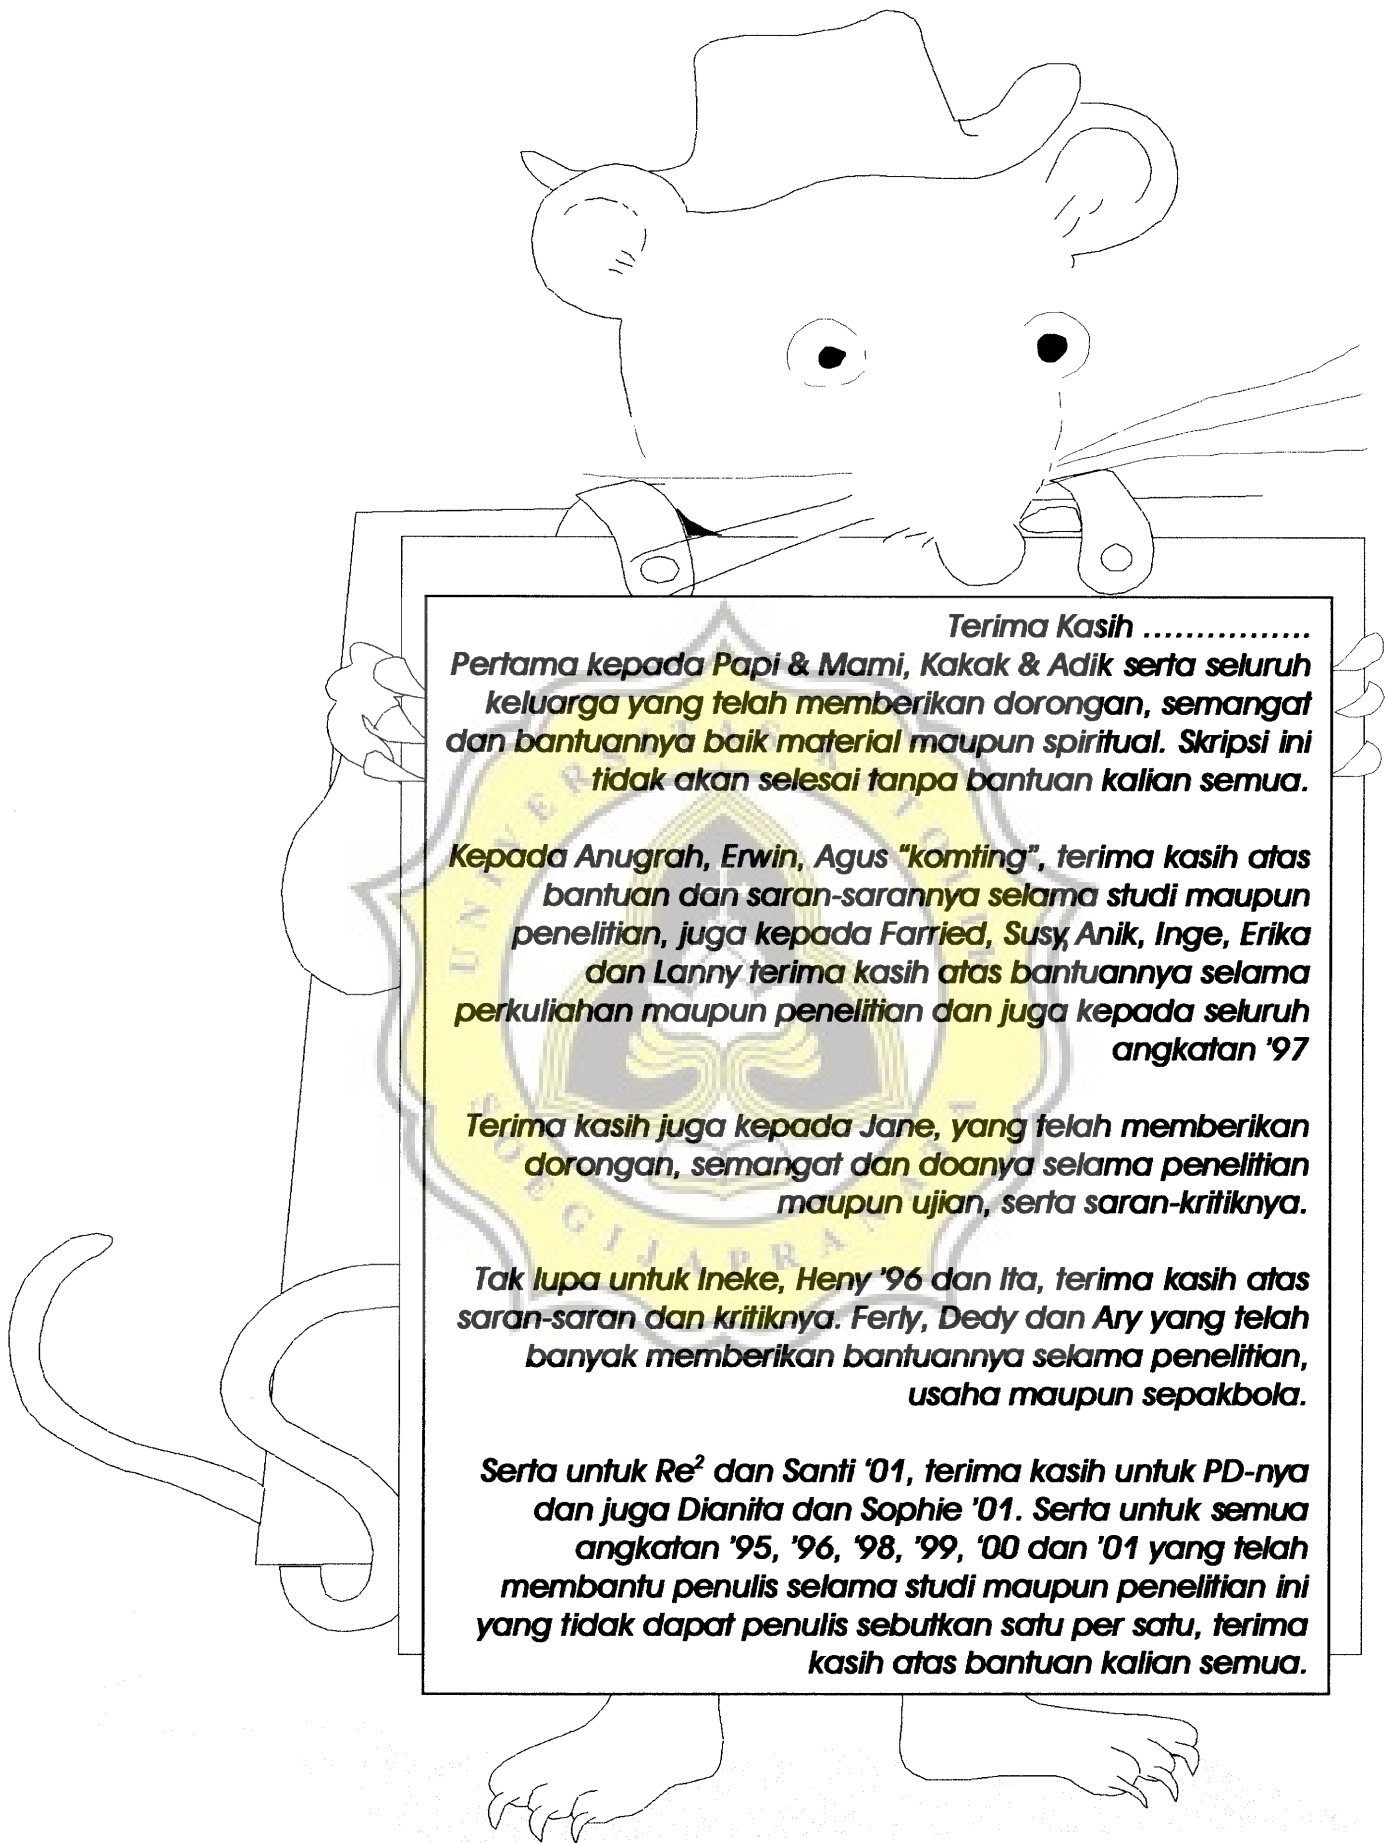 Terima Kasih ................
Pertama kepada Papi & Mami, Kakak & Adik serta seluruh
keluarga yang telah memberikan dorongan, semangat
dan bantuannya baik material maupun spiritual. Skripsi ini
tidak akan selesai tanpa bantuan kalian semua.
Kepada Anugrah, Erwin, Agus “komting”, terima kasih atas
bantuan dan saran-sarannya selama studi maupun
penelitian, juga kepada Farried, Susy, Anik, Inge, Erika
dan Lanny terima kasih atas bantuannya selama
perkuliahan maupun penelitian dan juga kepada seluruh
angkatan ’97
Terima kasih juga kepada Jane, yang telah memberikan
dorongan, semangat dan doanya selama penelitian
maupun ujian, serta saran-kritiknya.
Tak lupa untuk Ineke, Heny ’96 dan Ita, terima kasih atas
saran-saran dan kritiknya. Ferly, Dedy dan Ary yang telah
banyak memberikan bantuannya selama penelitian,
usaha maupun sepakbola.
Serta untuk Re² dan Santi ‘01, terima kasih untuk PD-nya
dan juga Dianita dan Sophie ’01. Serta untuk semua
angkatan ’95, ’96, ‘98, ’99, ‘00 dan ’01 yang telah
membantu penulis selama studi maupun penelitian ini
yang tidak dapat penulis sebutkan satu per satu, terima
kasih atas bantuan kalian semua.
UNIVERSITAS KATOLIK
SOEGIJAPRANATA